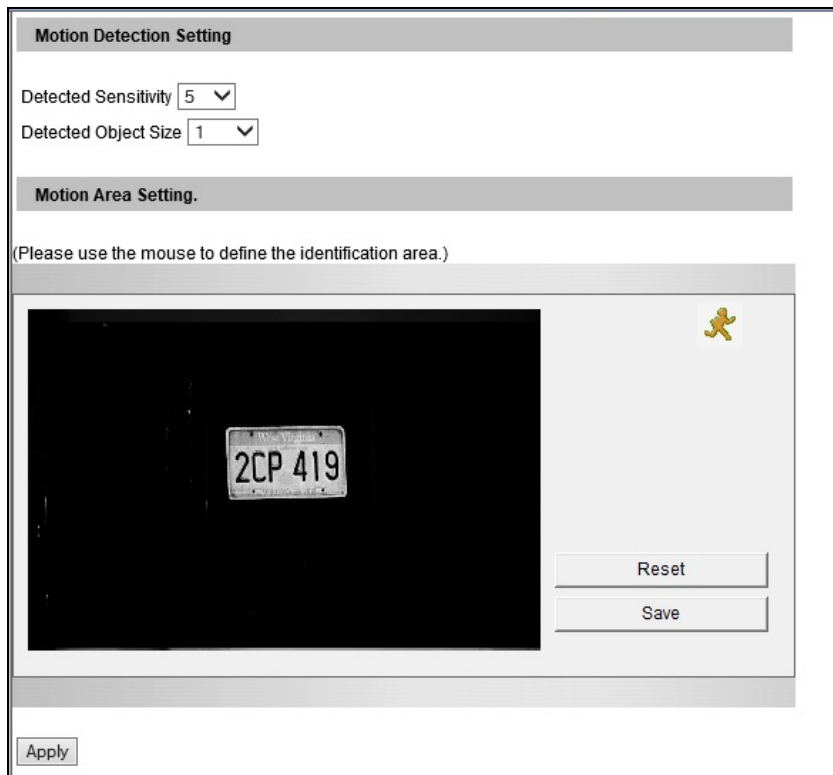 Motion Detection Setting
Detected Sensitivity 5
Detected Object Size 1
Motion Area Setting.
(Please use the mouse to define the identification area.)
West Virginia
2CP 419
Reset
Save
Apply